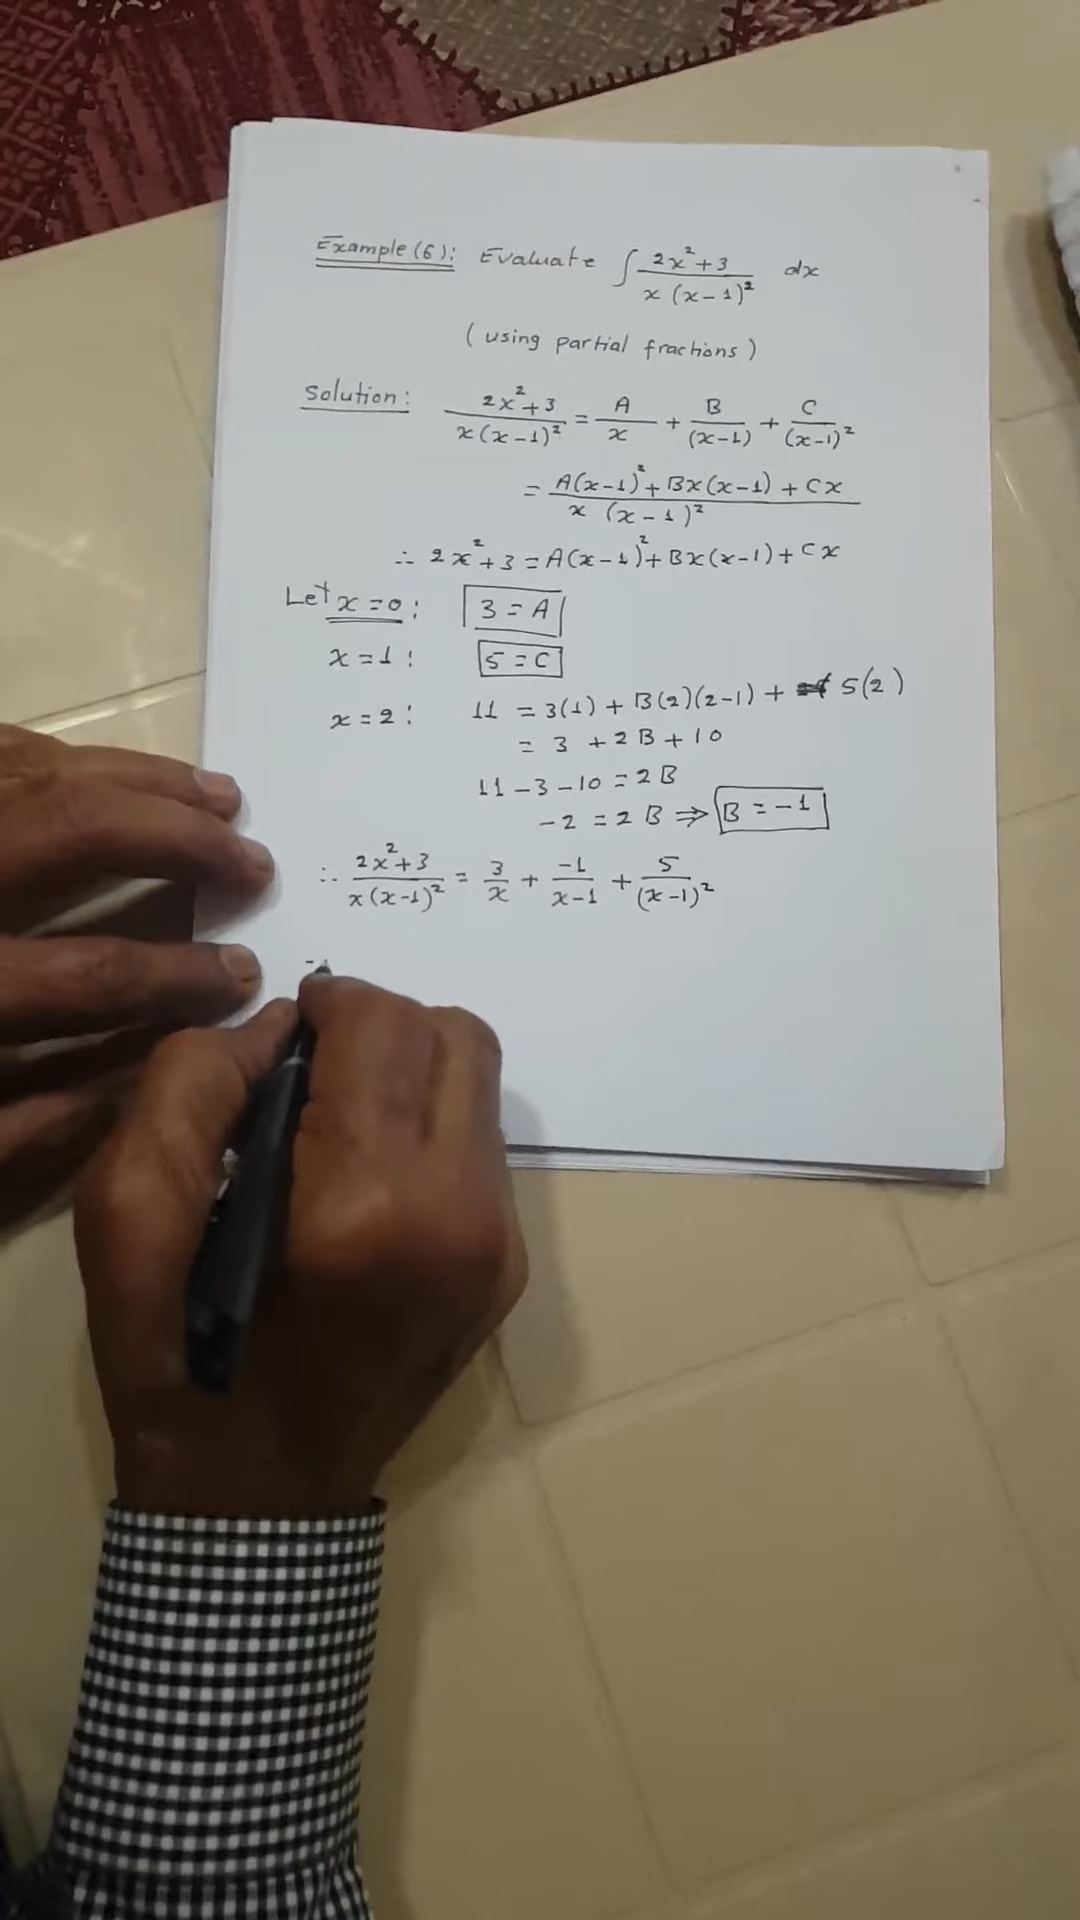 Example(6): Evaluate ∫ (2x²+3)/(x(x-1)²) dx
(using partial fractions)
Solution: (2x²+3)/(x(x-1)²) = A/x + B/(x-1) + C/(x-1)²
= (A(x-1)²+Bx(x-1)+Cx)/(x(x-1)²)
∴ 2x²+3 = A(x-1)²+Bx(x-1)+Cx
Let x=0: 3=A
x=1: 5=C
x=2: 11 = 3(1)+B(2)(2-1)+ 5(2)
= 3 +2B+10
11-3-10=2B
-2 = 2B ⇒ B=-1
∴ (2x²+3)/(x(x-1)²) = 3/x + -1/(x-1) + 5/(x-1)²